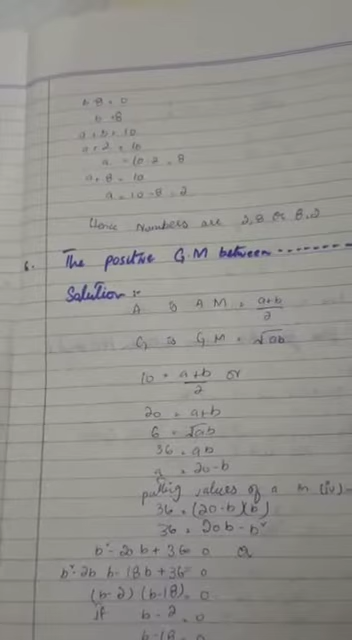 b-8 = 0
b = 8
a + b = 10
a + 2 = 10
a = 10-2 = 8
a + 8 = 10
a = 10 - 8 = 2
Hence Numbers are 2,8 or 8,2
6. The positive G.M between -------
Solution :-
A is A M = a+b/2
G is G M = √ab
10 = a+b/2 or
20 = a+b
6 = √ab
36 = ab
a = 20-b
putting values of a in (iv)
36 = (20-b)(b)
36 = 20b - b²
b² - 20b + 36 = 0
b² - 2b - 18b + 36 = 0
(b-2) (b-18) = 0
if b-2 = 0
b-18 =